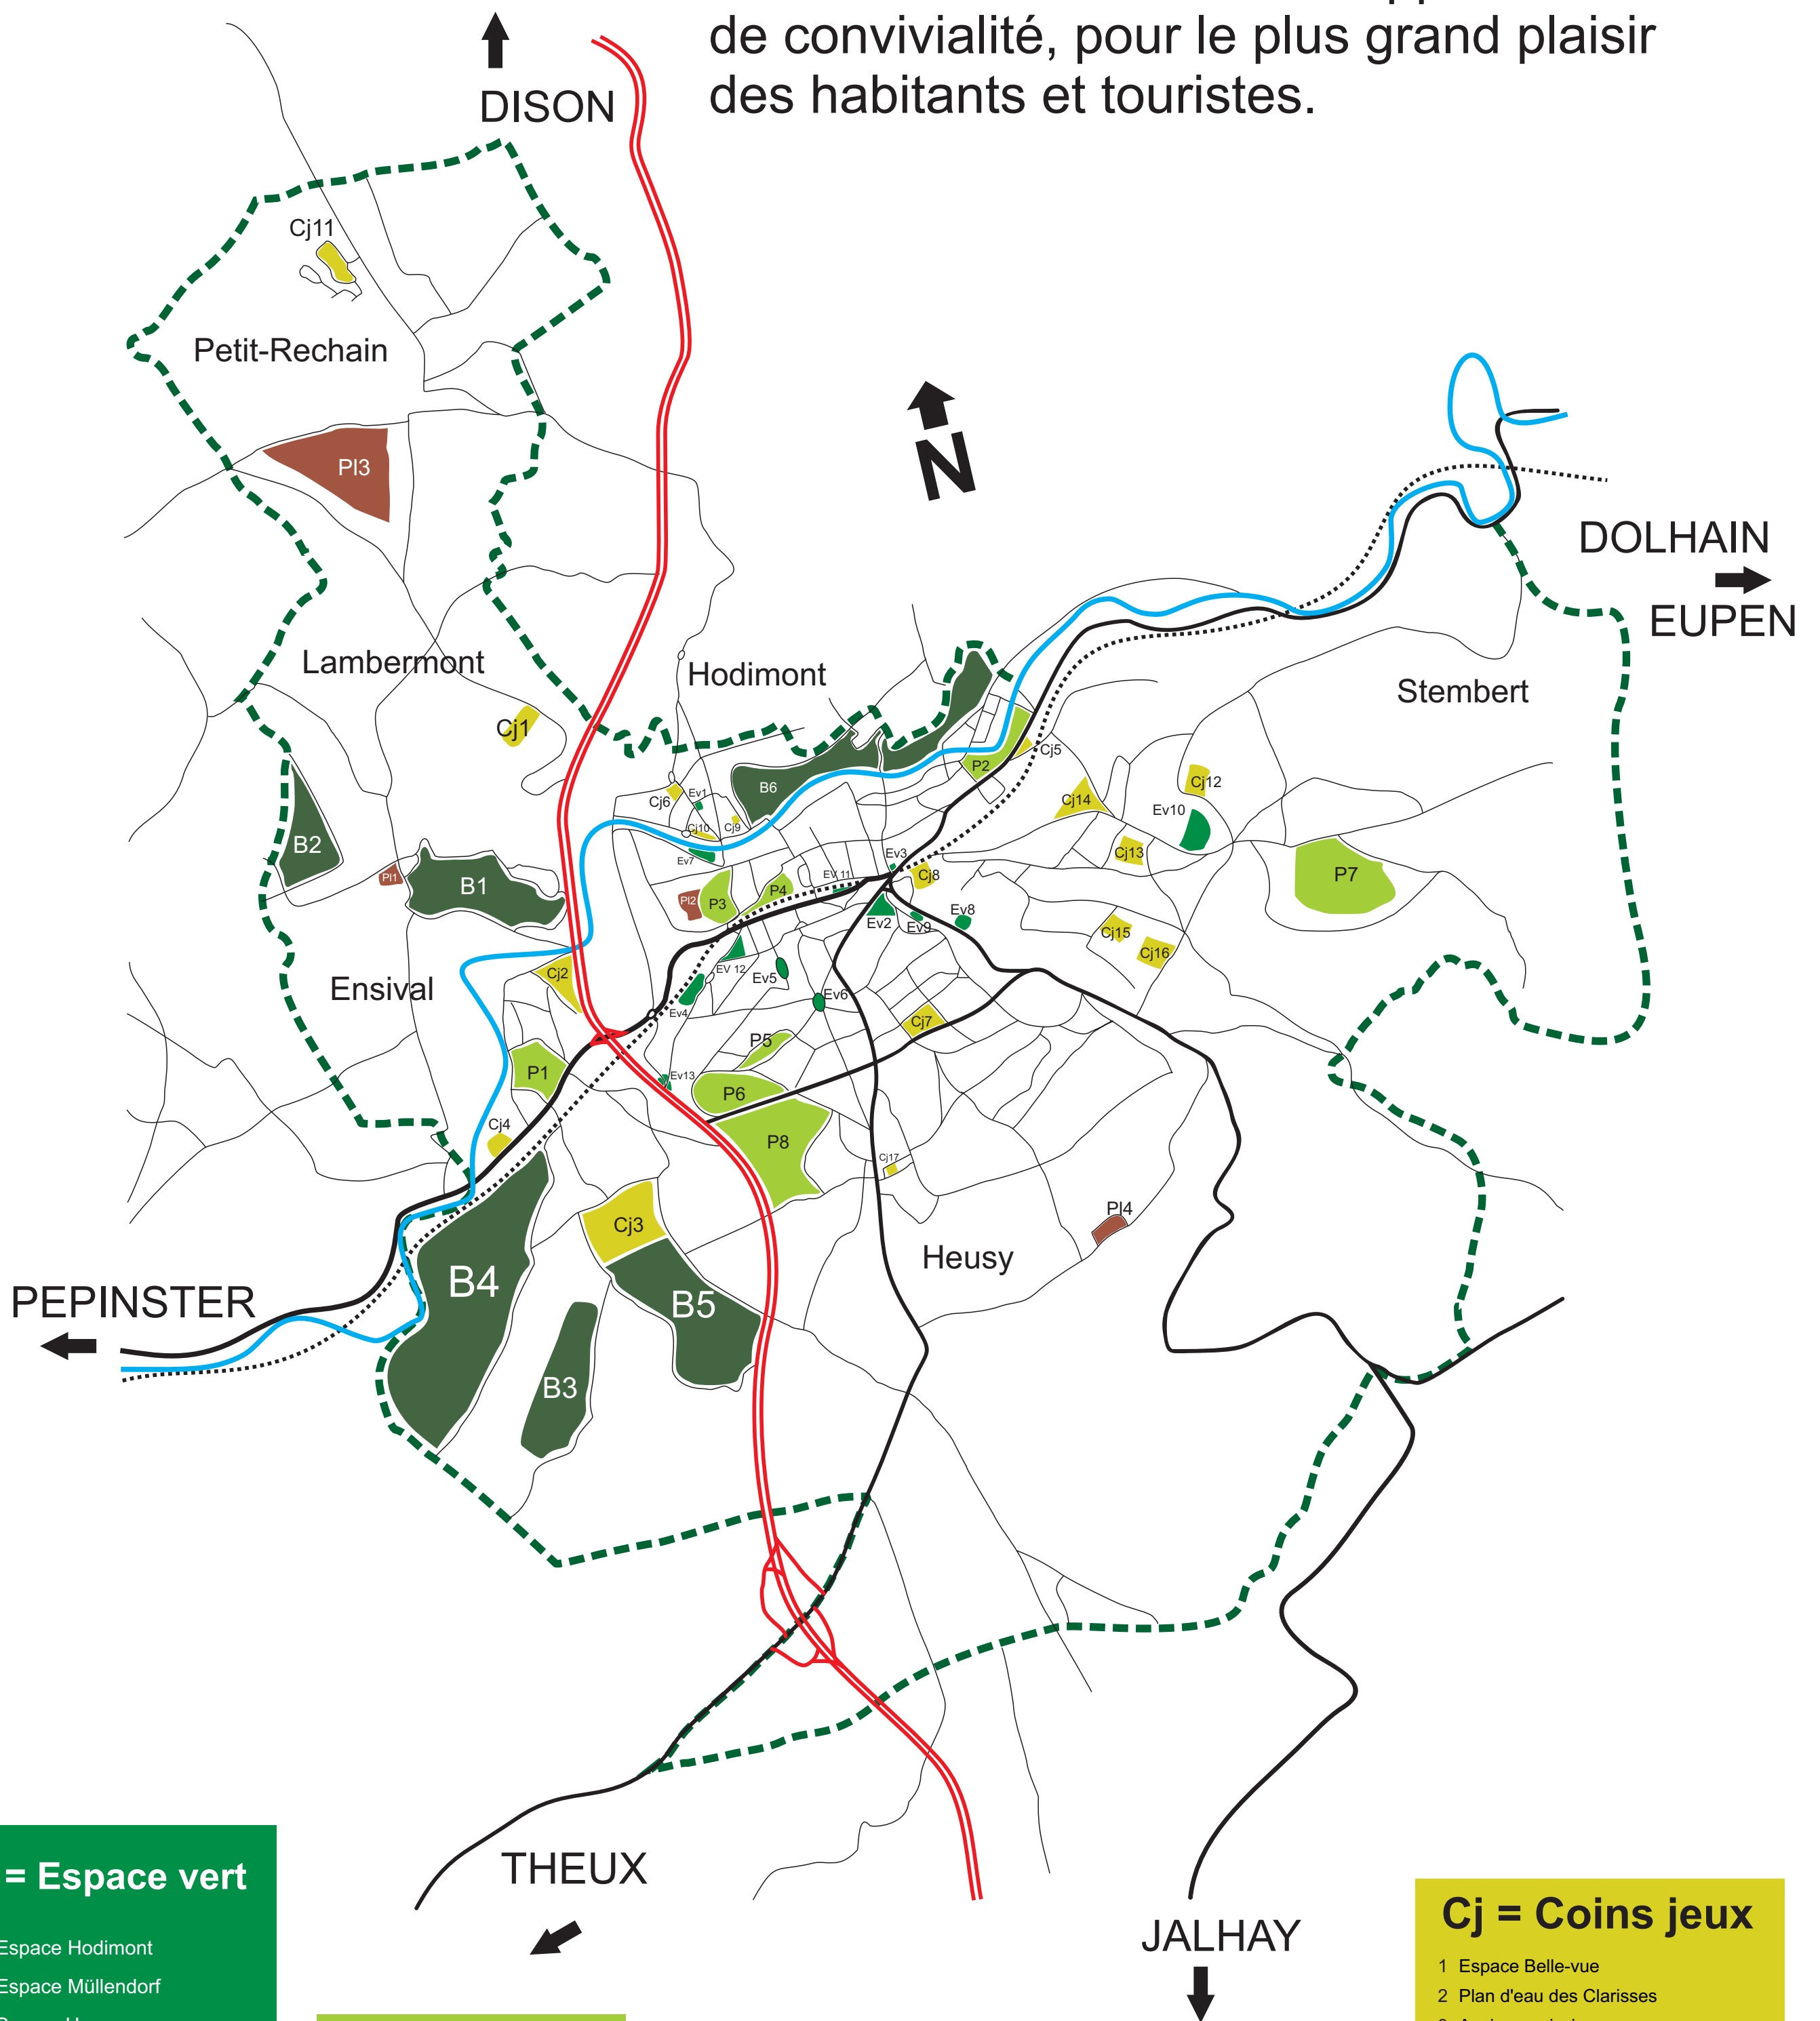 de convivialité, pour le plus grand plaisir
des habitants et touristes.
DISON
Cj11
Petit-Rechain
Pl3
N
DOLHAIN
EUPEN
Lambermont
Hodimont
Stembert
Cj1
Cj5
P2
B6
Cj6
Ev1
Cj10
Cj9
Ev7
Cj14
Cj12
Ev10
Cj13
B2
Pl1
B1
Pl2
P3
P4
EV 11
Ev3
Cj8
P7
Ev2
Ev9
Ev8
Cj15
Cj16
Ensival
Cj2
EV 12
Ev5
Ev6
Ev4
Cj7
P5
P1
Ev13
P6
Cj4
P8
Cj17
Cj3
Pl4
Heusy
B4
B5
PEPINSTER
B3
THEUX
JALHAY
= Espace vert
Espace Hodimont
Espace Müllendorf
Cj = Coins jeux
1 Espace Belle-vue
2 Plan d'eau des Clarisses